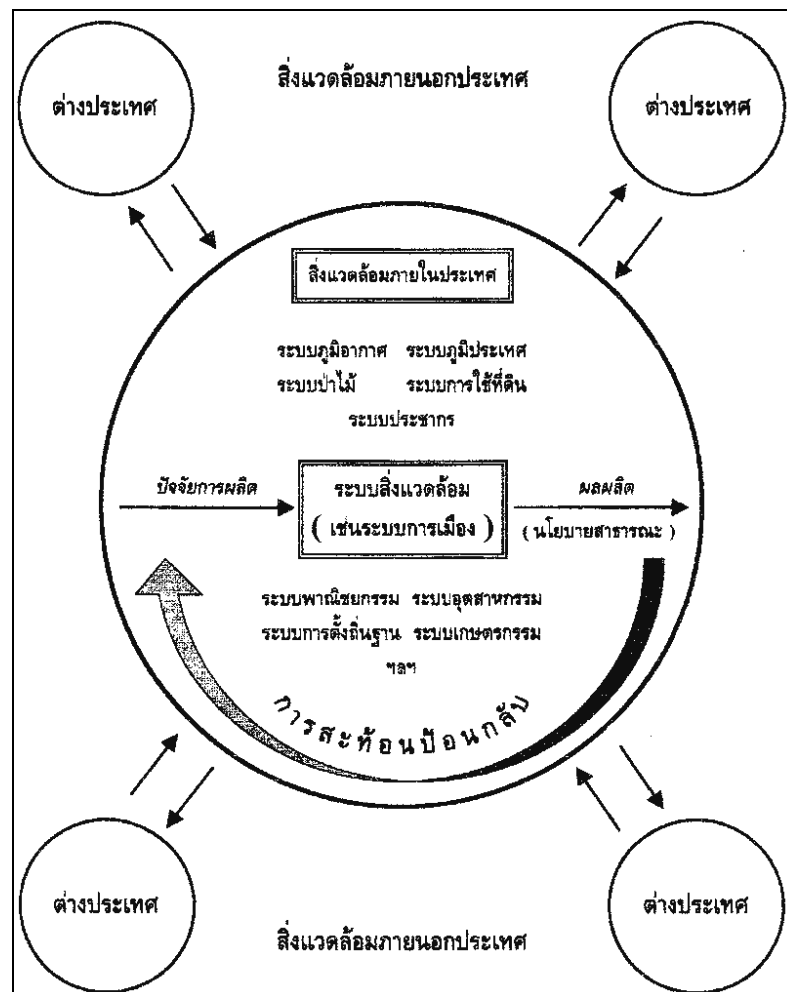 สิ่งแวดล้อมภายนอกประเทศ
ต่างประเทศ
ต่างประเทศ
สิ่งแวดล้อมภายในประเทศ
ระบบภูมิอากาศ ระบบภูมิประเทศ
ระบบป่าไม้ ระบบการใช้ที่ดิน
ระบบประชากร
ปัจจัยการผลิต
ระบบสิ่งแวดล้อม
( เช่นระบบการเมือง )
ผลผลิต
( นโยบายสาธารณะ )
ระบบพาณิชยกรรม ระบบอุตสาหกรรม
ระบบการตั้งถิ่นฐาน ระบบเกษตรกรรม
ฯลฯ
การสะท้อนป้อนกลับ
ต่างประเทศ
ต่างประเทศ
สิ่งแวดล้อมภายนอกประเทศ